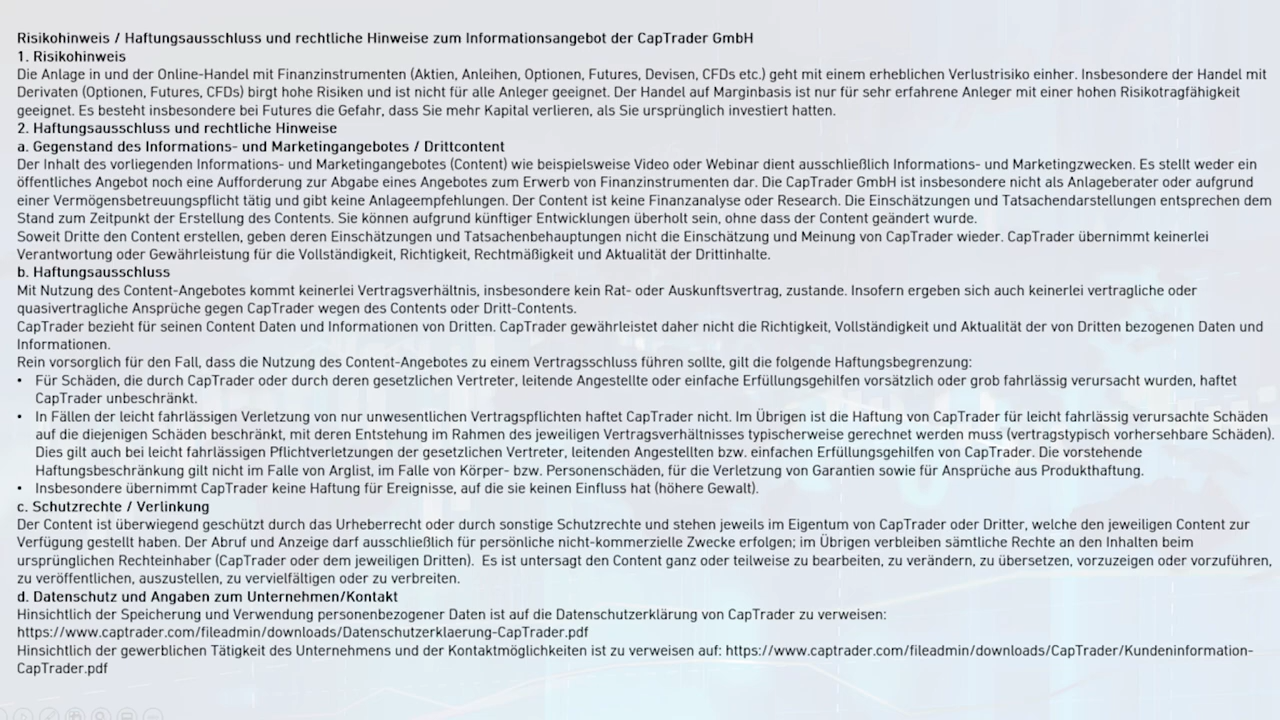 Risikohinweis / Haftungsausschluss und rechtliche Hinweise zum Informationsangebot der CapTrader GmbH
1. Risikohinweis
Die Anlage in und der Online-Handel mit Finanzinstrumenten (Aktien, Anleihen, Optionen, Futures, Devisen, CFDs etc.) geht mit einem erheblichen Verlustrisiko einher. Insbesondere der Handel mit
Derivaten (Optionen, Futures, CFDs) birgt hohe Risiken und ist nicht für alle Anleger geeignet. Der Handel auf Marginbasis ist nur für sehr erfahrene Anleger mit einer hohen Risikotragfähigkeit
geeignet. Es besteht insbesondere bei Futures die Gefahr, dass Sie mehr Kapital verlieren, als Sie ursprünglich investiert hatten.
2. Haftungsausschluss und rechtliche Hinweise
a. Gegenstand des Informations- und Marketingangebotes / Drittcontent
Der Inhalt des vorliegenden Informations- und Marketingangebotes (Content) wie beispielsweise Video oder Webinar dient ausschließlich Informations- und Marketingzwecken. Es stellt weder ein
öffentliches Angebot noch eine Aufforderung zur Abgabe eines Angebotes zum Erwerb von Finanzinstrumenten dar. Die CapTrader GmbH ist insbesondere nicht als Anlageberater oder aufgrund
einer Vermögensbetreuungspflicht tätig und gibt keine Anlageempfehlungen. Der Content ist keine Finanzanalyse oder Research. Die Einschätzungen und Tatsachendarstellungen entsprechen dem
Stand zum Zeitpunkt der Erstellung des Contents. Sie können aufgrund künftiger Entwicklungen überholt sein, ohne dass der Content geändert wurde.
Soweit Dritte den Content erstellen, geben deren Einschätzungen und Tatsachenbehauptungen nicht die Einschätzung und Meinung von CapTrader wieder. CapTrader übernimmt keinerlei
Verantwortung oder Gewährleistung für die Vollständigkeit, Richtigkeit, Rechtmäßigkeit und Aktualität der Drittinhalte.
b. Haftungsausschluss
Mit Nutzung des Content-Angebotes kommt keinerlei Vertragsverhältnis, insbesondere kein Rat- oder Auskunftsvertrag, zustande. Insofern ergeben sich auch keinerlei vertragliche oder
quasivertragliche Ansprüche gegen CapTrader wegen des Contents oder Dritt-Contents.
CapTrader bezieht für seinen Content Daten und Informationen von Dritten. CapTrader gewährleistet daher nicht die Richtigkeit, Vollständigkeit und Aktualität der von Dritten bezogenen Daten und
Informationen.
Rein vorsorglich für den Fall, dass die Nutzung des Content-Angebotes zu einem Vertragsschluss führen sollte, gilt die folgende Haftungsbegrenzung:
• Für Schäden, die durch CapTrader oder durch deren gesetzlichen Vertreter, leitende Angestellte oder einfache Erfüllungsgehilfen vorsätzlich oder grob fahrlässig verursacht wurden, haftet
CapTrader unbeschränkt.
• In Fällen der leicht fahrlässigen Verletzung von nur unwesentlichen Vertragspflichten haftet CapTrader nicht. Im Übrigen ist die Haftung von CapTrader für leicht fahrlässig verursachte Schäden
auf die diejenigen Schäden beschränkt, mit deren Entstehung im Rahmen des jeweiligen Vertragsverhältnisses typischerweise gerechnet werden muss (vertragstypisch vorhersehbare Schäden).
Dies gilt auch bei leicht fahrlässigen Pflichtverletzungen der gesetzlichen Vertreter, leitenden Angestellten bzw. einfachen Erfüllungsgehilfen von CapTrader. Die vorstehende
Haftungsbeschränkung gilt nicht im Falle von Arglist, im Falle von Körper- bzw. Personenschäden, für die Verletzung von Garantien sowie für Ansprüche aus Produkthaftung.
• Insbesondere übernimmt CapTrader keine Haftung für Ereignisse, auf die sie keinen Einfluss hat (höhere Gewalt).
c. Schutzrechte / Verlinkung
Der Content ist überwiegend geschützt durch das Urheberrecht oder durch sonstige Schutzrechte und stehen jeweils im Eigentum von CapTrader oder Dritter, welche den jeweiligen Content zur
Verfügung gestellt haben. Der Abruf und Anzeige darf ausschließlich für persönliche nicht-kommerzielle Zwecke erfolgen; im Übrigen verbleiben sämtliche Rechte an den Inhalten beim
ursprünglichen Rechteinhaber (CapTrader oder dem jeweiligen Dritten). Es ist untersagt den Content ganz oder teilweise zu bearbeiten, zu verändern, zu übersetzen, vorzuzeigen oder vorzuführen,
zu veröffentlichen, auszustellen, zu vervielfältigen oder zu verbreiten.
d. Datenschutz und Angaben zum Unternehmen/Kontakt
Hinsichtlich der Speicherung und Verwendung personenbezogener Daten ist auf die Datenschutzerklärung von CapTrader zu verweisen:
https://www.captrader.com/fileadmin/downloads/Datenschutzerklaerung-CapTrader.pdf
Hinsichtlich der gewerblichen Tätigkeit des Unternehmens und der Kontaktmöglichkeiten ist zu verweisen auf: https://www.captrader.com/fileadmin/downloads/CapTrader/Kundeninformation-
CapTrader.pdf